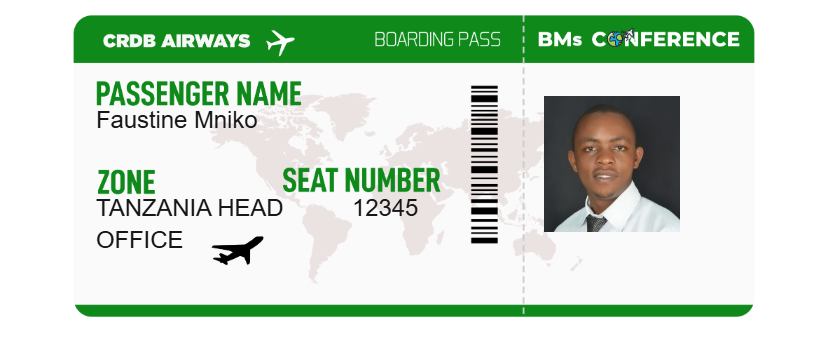 CRDB AIRWAYS
BOARDING PASS
BMs CONFERENCE
PASSENGER NAME
Faustine Mniko
ZONE
TANZANIA HEAD
OFFICE
SEAT NUMBER
12345